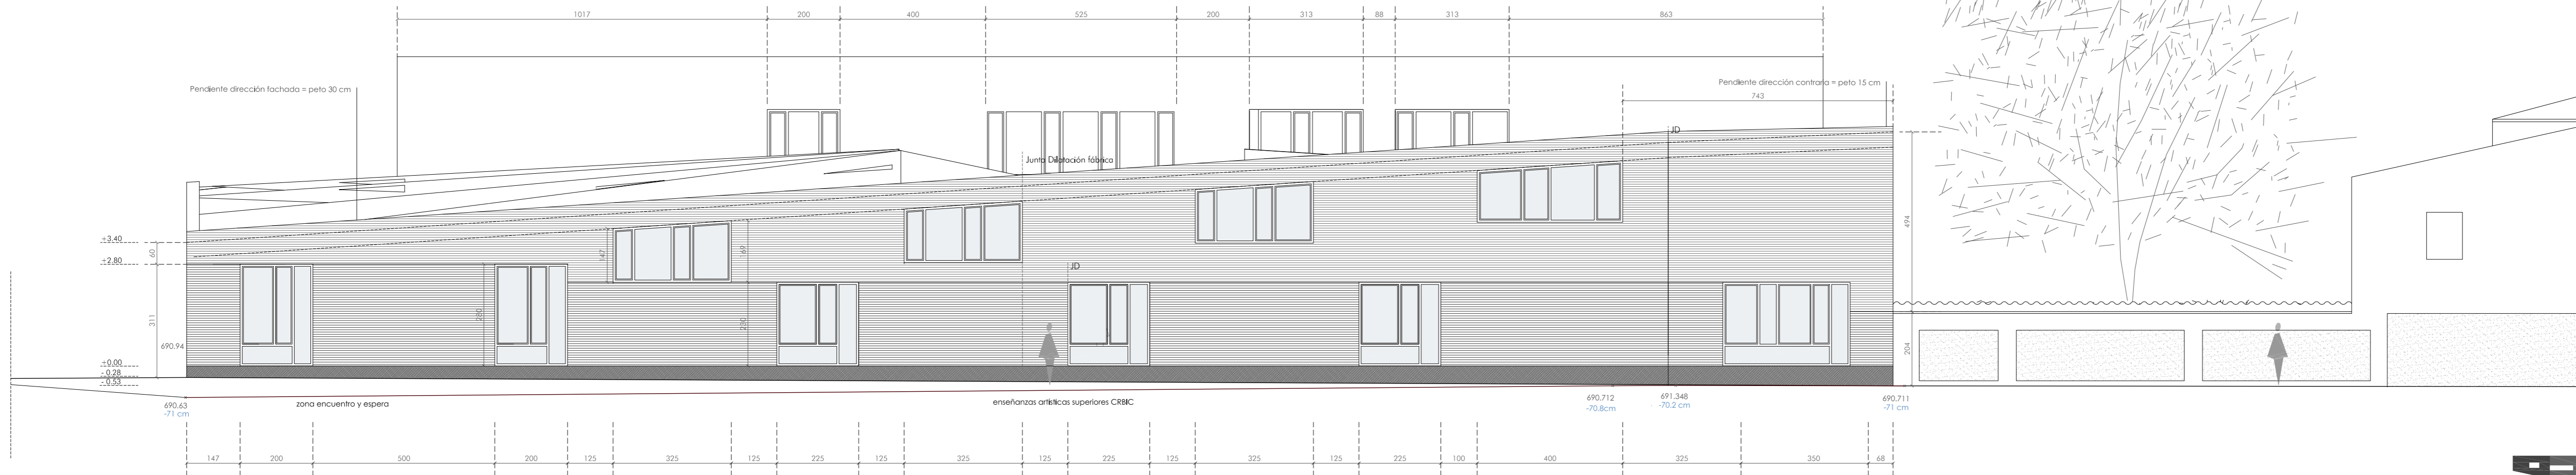 1017 200 400 525 200 313 88 313 863
Pendiente dirección fachada = peto 30 cm
Pendiente dirección contraria = peto 15 cm
743
JD
Junta Dilatación fábrica
JD
+3.40
60
+2.80
147
169
494
311
280
230
204
690.94
+0.00
- 0.28
- 0.53
690.63
-71 cm
zona encuentro y espera
enseñanzas artísticas superiores CRBIC
690.712
-70.8cm
691.348
-70.2 cm
690.711
-71 cm
147 200 500 200 125 325 125 225 125 325 125 225 125 325 125 225 100 400 325 350 68